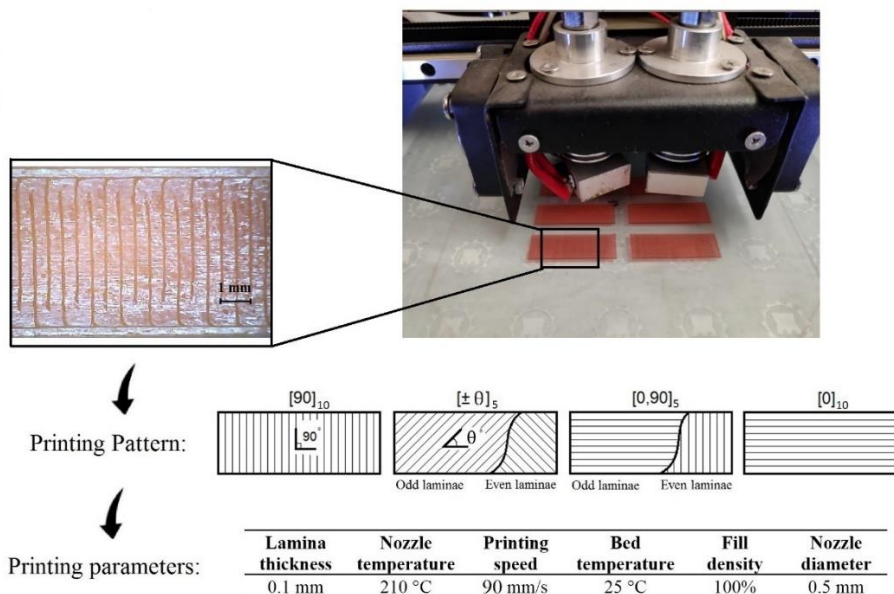 1 mm
[90]10
[± θ]5
[0,90]5
[0]10
Printing Pattern:
90°
θ°
Odd laminae
Even laminae
Odd laminae
Even laminae
Printing parameters:
Lamina thickness
Nozzle temperature
Printing speed
Bed temperature
Fill density
Nozzle diameter
0.1 mm
210 °C
90 mm/s
25 °C
100%
0.5 mm